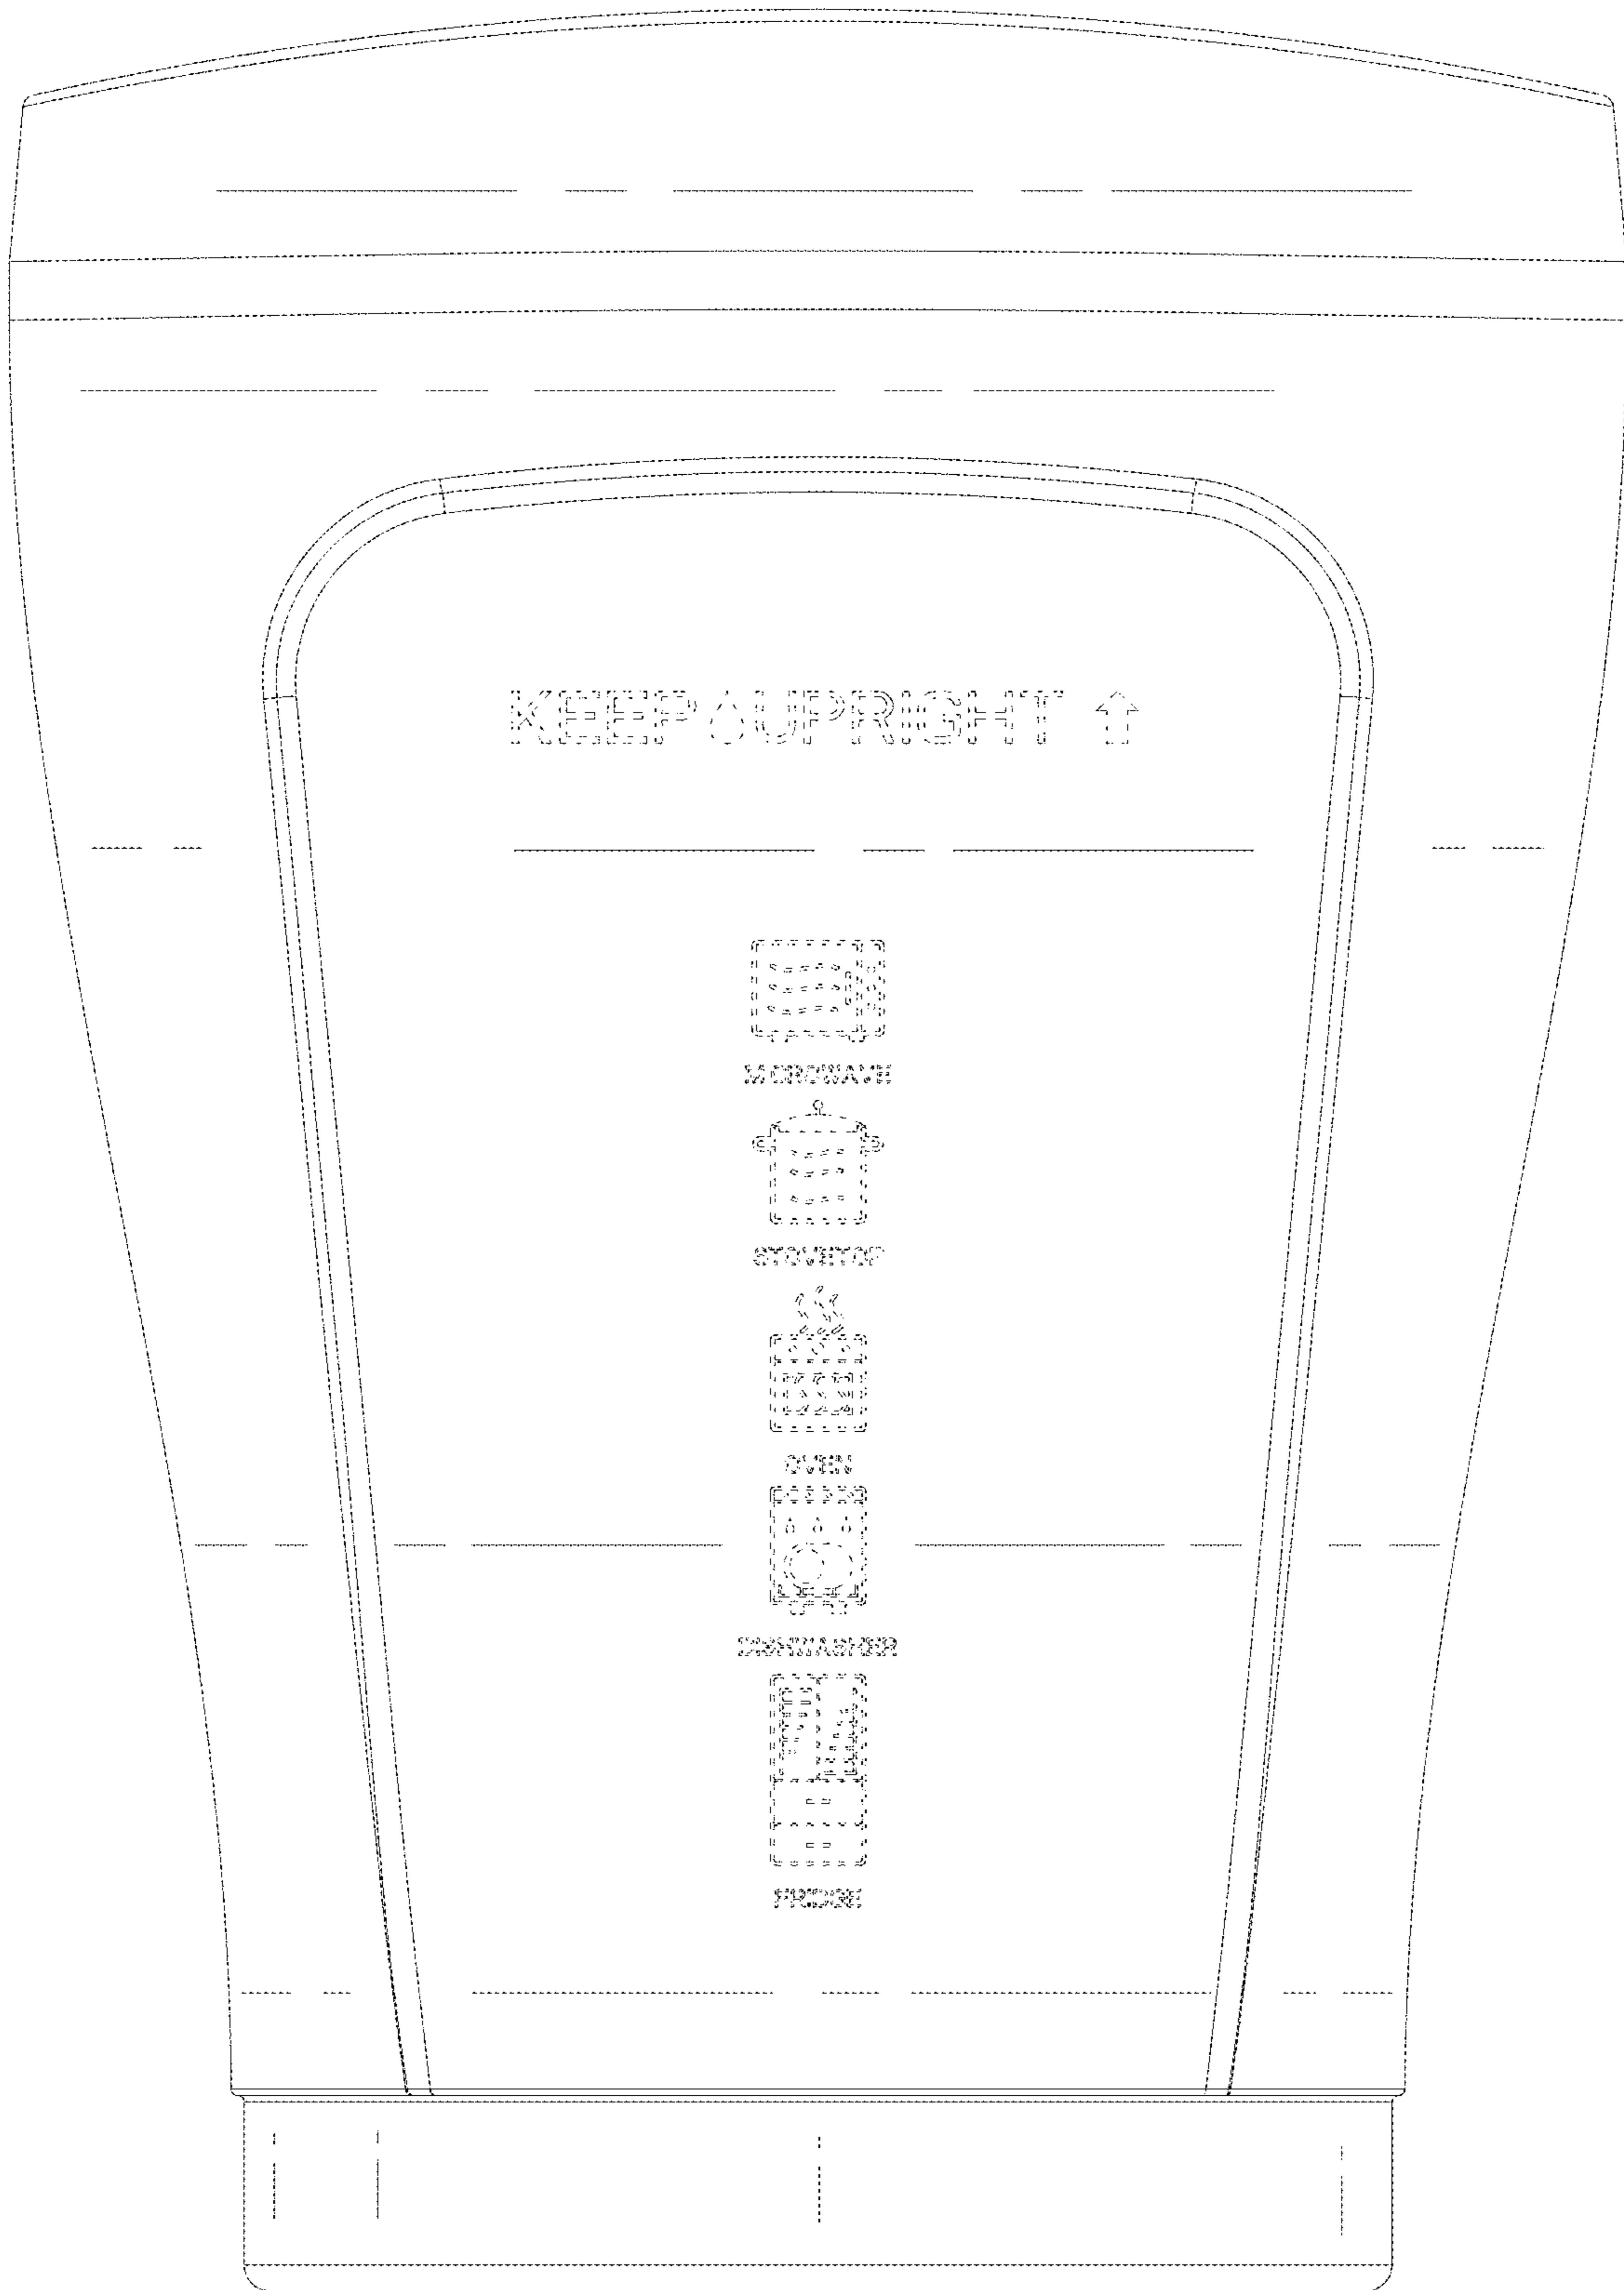 KEEP UPRIGHT ↑
MICROWAVE
STOVETOP
OVEN
DISHWASHER
FRIDGE